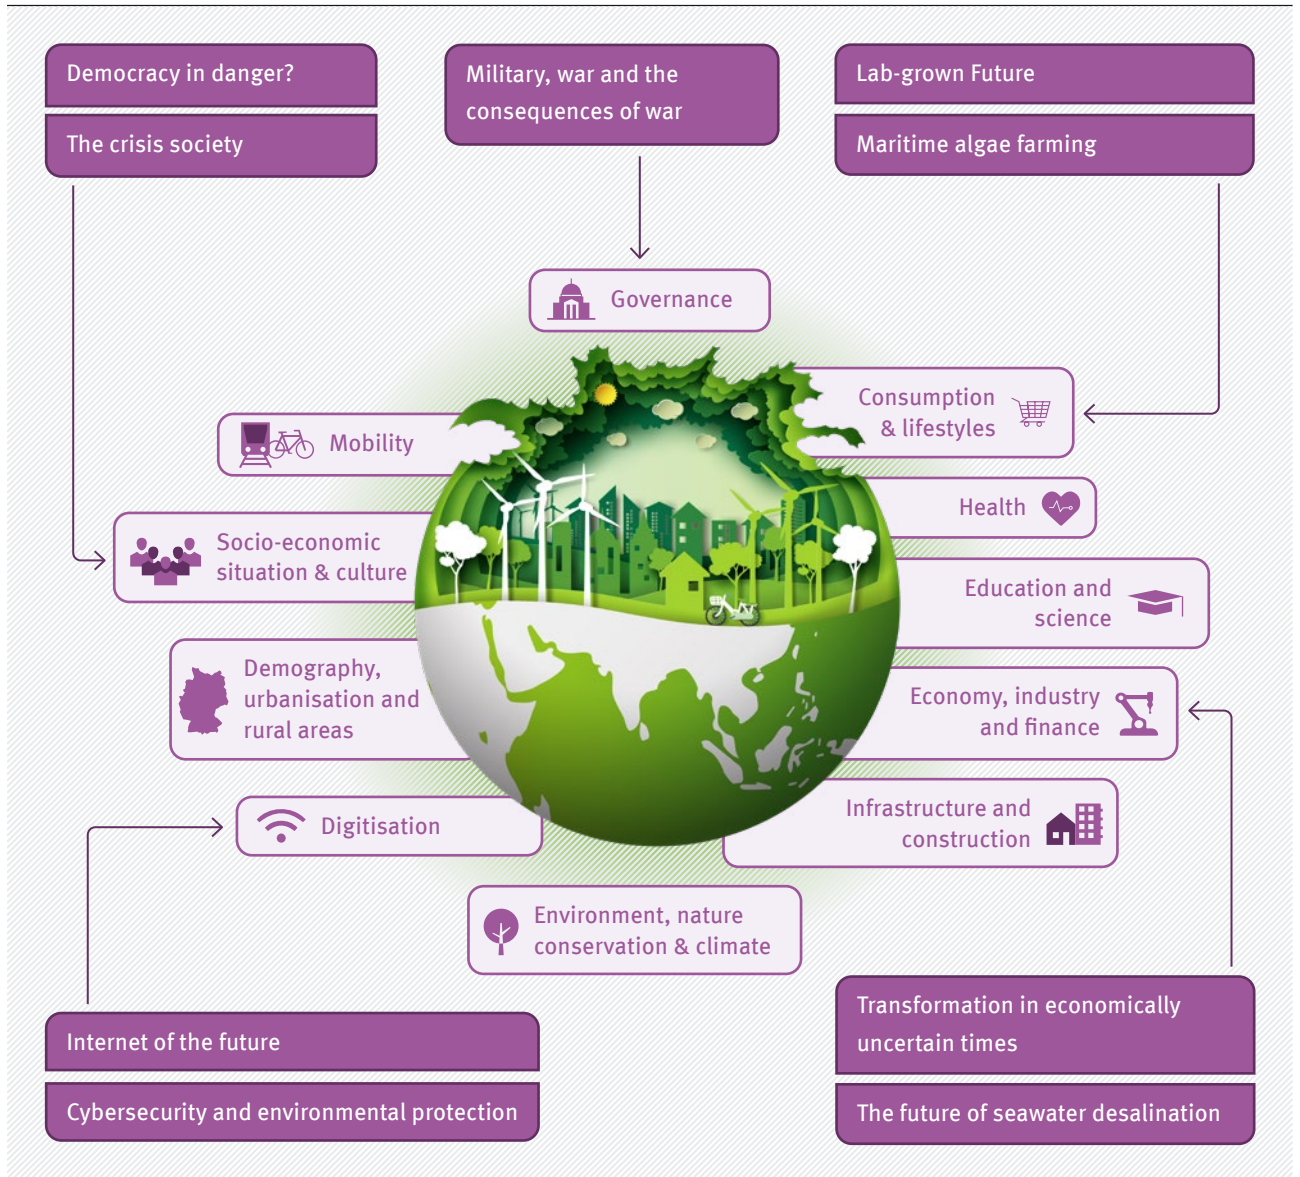 Democracy in danger?
The crisis society
Military, war and the
consequences of war
Lab-grown Future
Maritime algae farming
Governance
Consumption
& lifestyles
Mobility
Health
Socio-economic
situation & culture
Education and
science
Demography,
urbanisation and
rural areas
Economy, industry
and finance
Digitisation
Infrastructure and
construction
Environment, nature
conservation & climate
Internet of the future
Cybersecurity and environmental protection
Transformation in economically
uncertain times
The future of seawater desalination